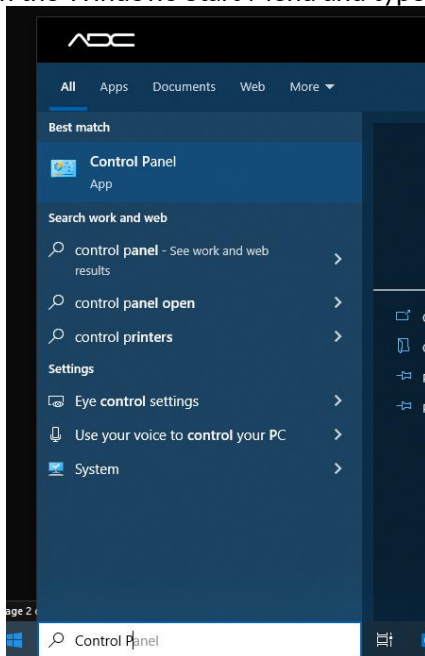 ADC
All Apps Documents Web More
Best match
Control Panel
App
Search work and web
control panel - See work and web
results
control panel open
control printers
Settings
Eye control settings
Use your voice to control your PC
System
age 2
Control Panel